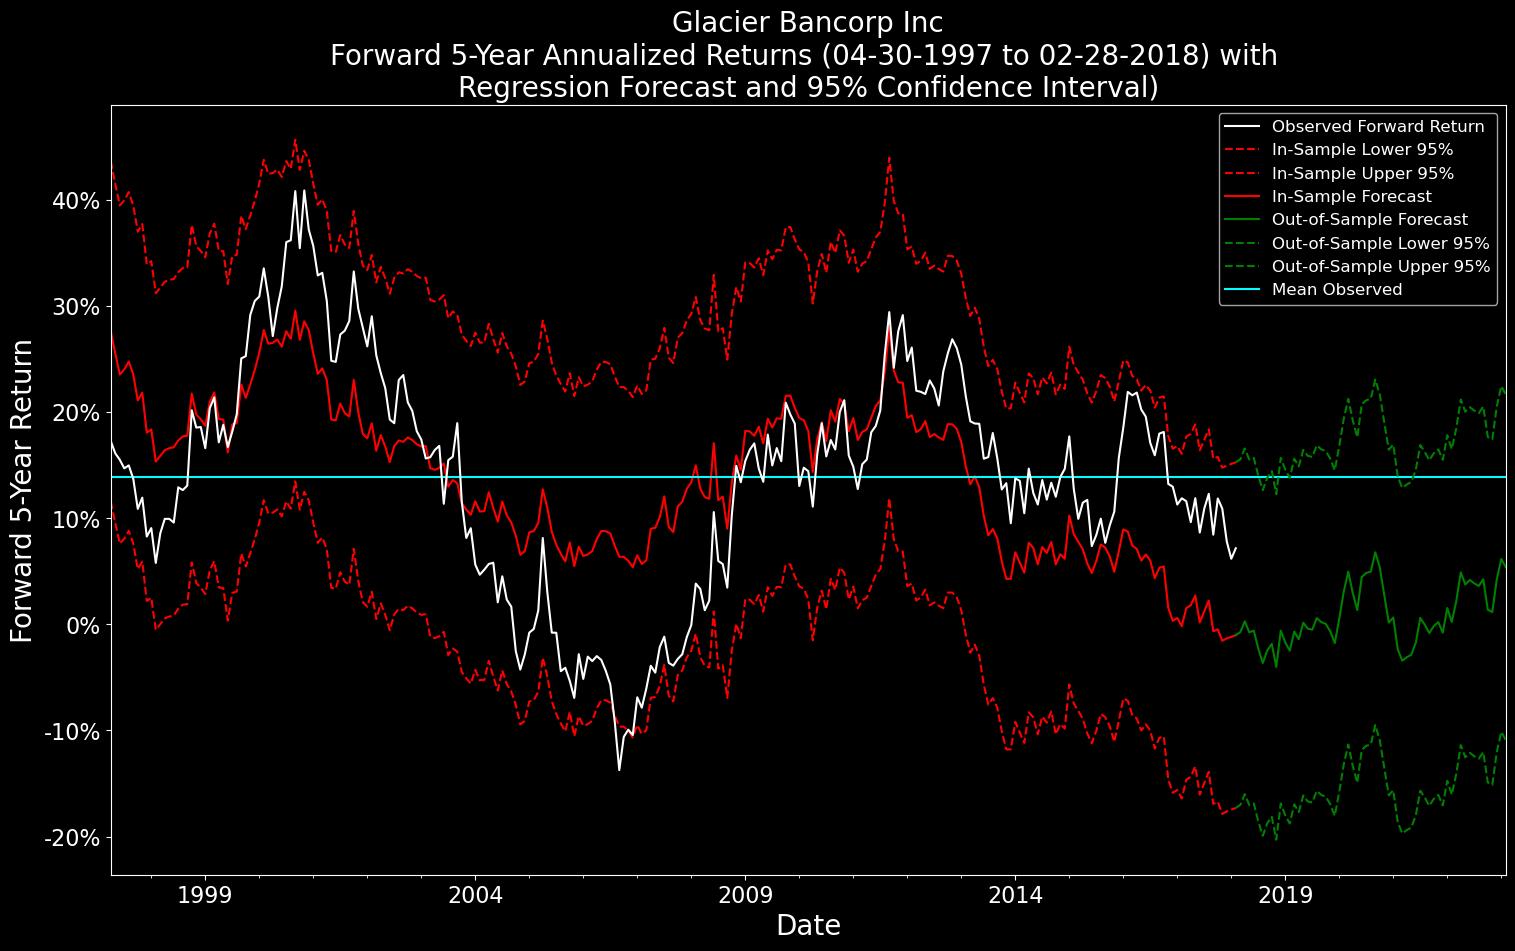 Glacier Bancorp Inc
Forward 5-Year Annualized Returns (04-30-1997 to 02-28-2018) with
Regression Forecast and 95% Confidence Interval)
Observed Forward Return
In-Sample Lower 95%
In-Sample Upper 95%
In-Sample Forecast
Out-of-Sample Forecast
Out-of-Sample Lower 95%
Out-of-Sample Upper 95%
Mean Observed
Forward 5-Year Return
40%
30%
20%
10%
0%
-10%
-20%
1999 2004 2009 2014 2019
Date